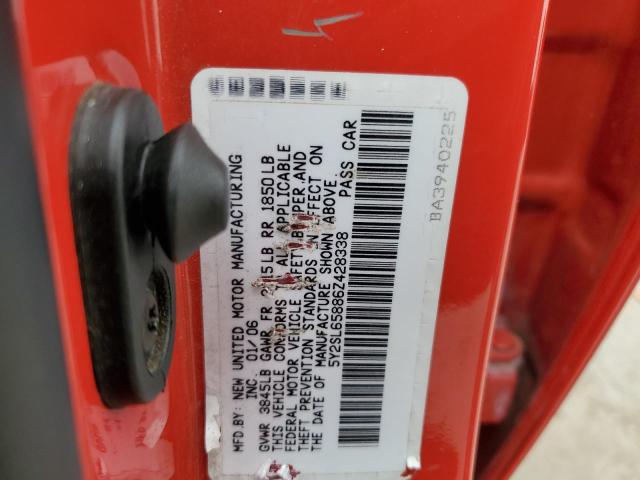 MFD.BY: NEW UNITED MOTOR MANUFACTURING
INC. 01/06
GVWR 3845LB GAWR FR RR 1850LB
THIS VEHICLE CONFORMS ALL APPLICABLE
FEDERAL MOTOR VEHICLE SAFETY, BUMPER, AND
THEFT PREVENTION STANDARDS IN EFFECT ON
THE DATE OF MANUFACTURE SHOWN ABOVE.
5Y2SL65886Z428338 PASS CAR
BA3940225